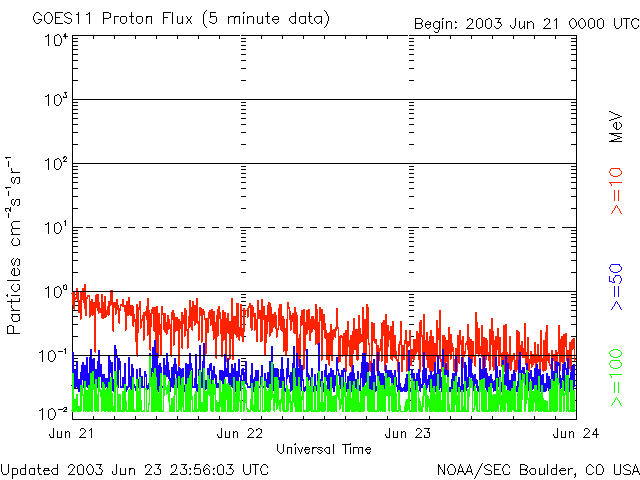 GOES11 Proton Flux (5 minute data)
Begin: 2003 Jun 21 0000 UTC
10⁴
10³
10²
10¹
10⁰
10⁻¹
10⁻²
Particles cm⁻²s⁻¹sr⁻¹
MeV
>=10
>=50
>=100
Jun 21
Jun 22
Jun 23
Jun 24
Universal Time
Updated 2003 Jun 23 23:56:03 UTC
NOAA/SEC Boulder, CO USA